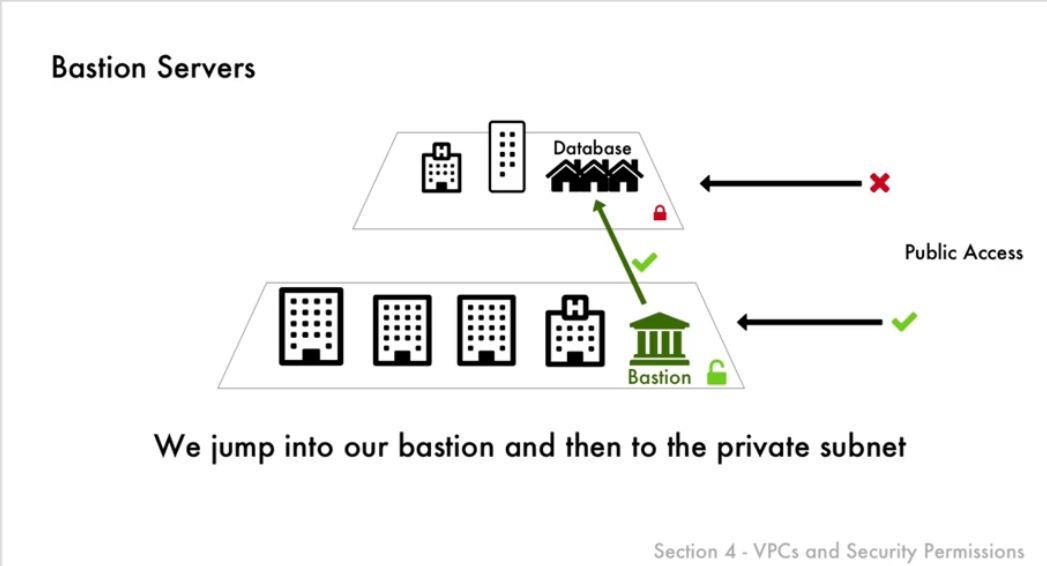 Bastion Servers
Database
Public Access
Bastion
We jump into our bastion and then to the private subnet
Section 4 - VPCs and Security Permissions